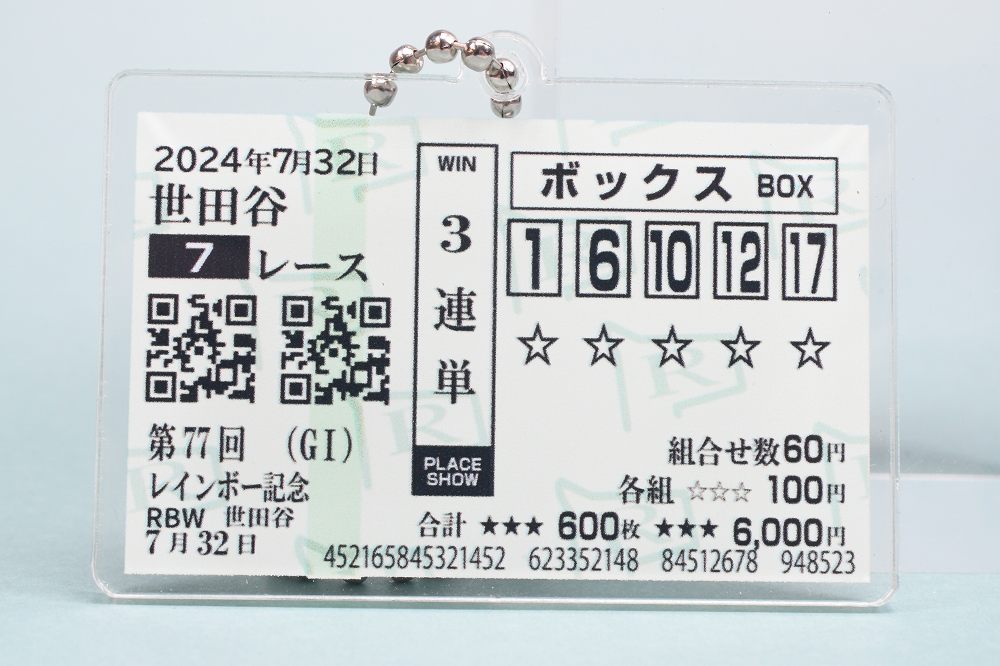 2024年7月32日
世田谷
7 レース
第77回 (GI)
レインボー記念
RBW 世田谷
7月32日
WIN
3連単
PLACE
SHOW
ボックス BOX
1 6 10 12 17
☆ ☆ ☆ ☆ ☆
組合せ数60円
各組 ☆☆☆ 100円
合計 ★★★ 600枚 ★★★ 6,000円
452165845321452 623352148 84512678 948523